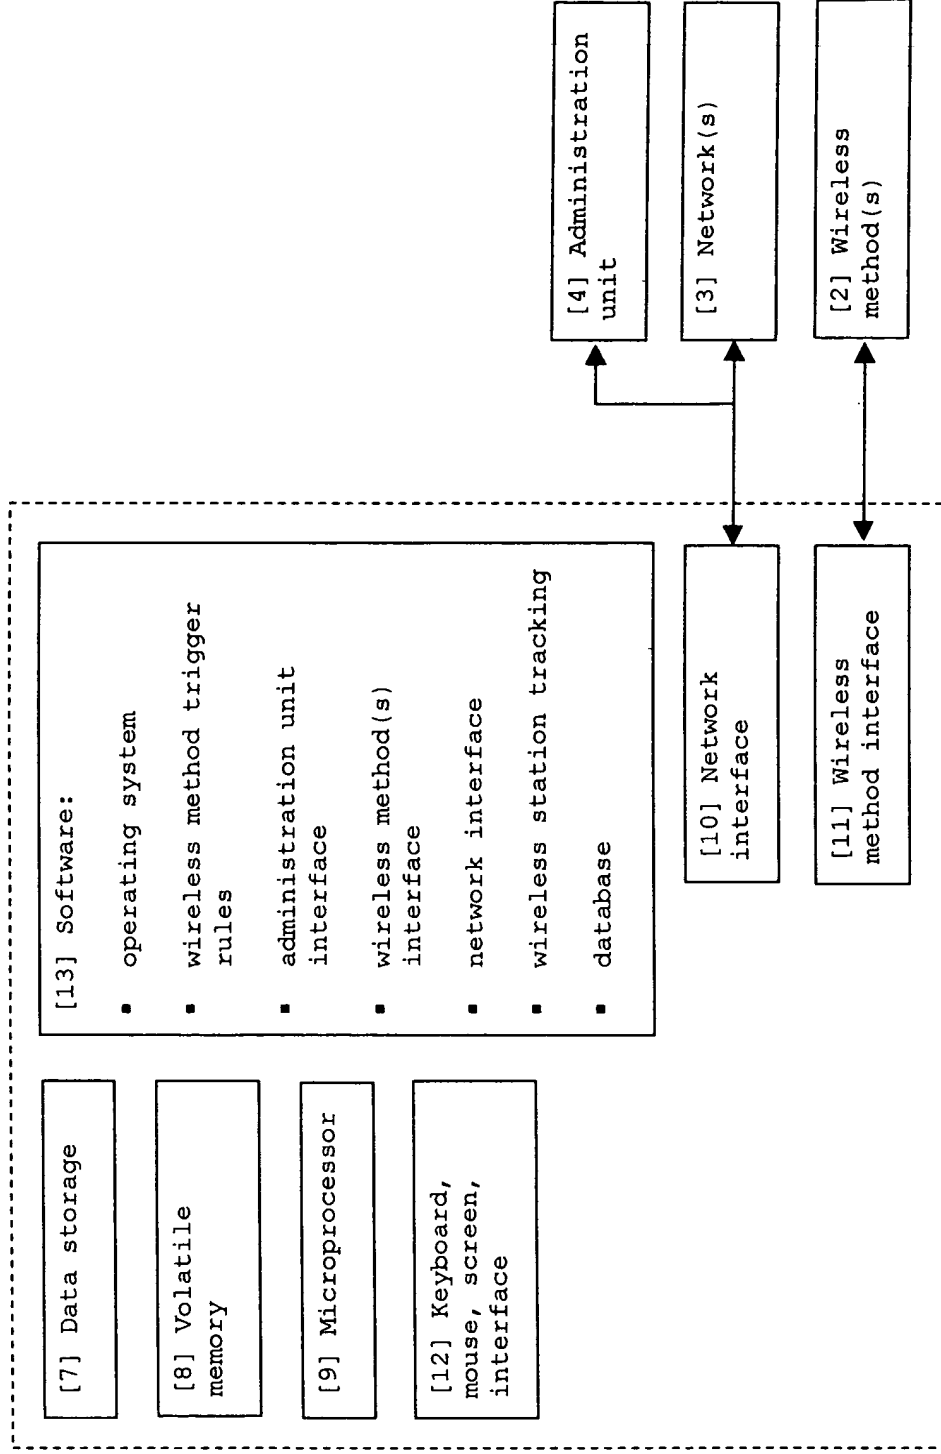 [7] Data storage
[8] Volatile
memory
[9] Microprocessor
[12] Keyboard,
mouse, screen,
interface
[13] Software:
▪ operating system
▪ wireless method trigger
rules
▪ administration unit
interface
▪ wireless method(s)
interface
▪ network interface
▪ wireless station tracking
▪ database
[10] Network
interface
[11] Wireless
method interface
[4] Administration
unit
[3] Network(s)
[2] Wireless
method(s)